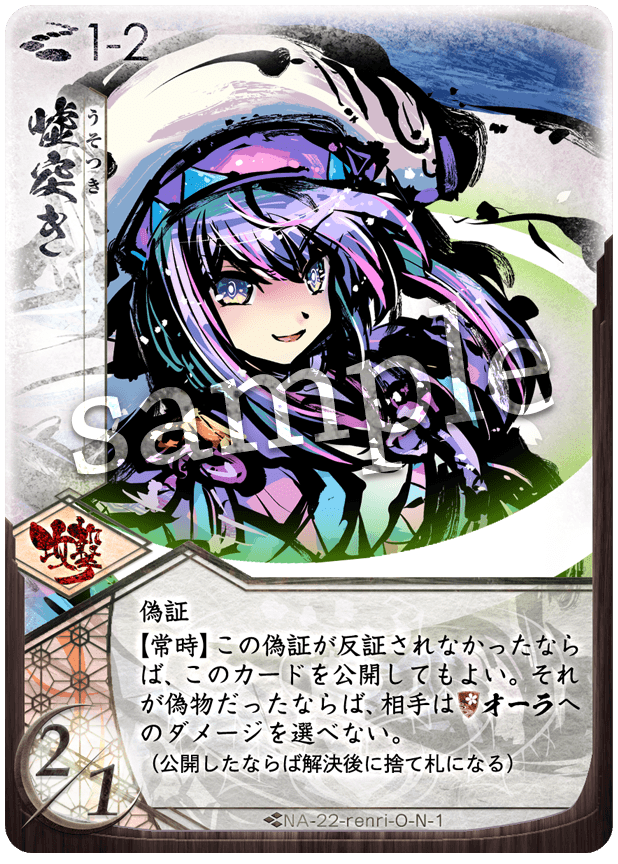 1-2
嘘突き
うそつき
sample
攻撃
偽証
【常時】この偽証が反証されなかったなら
ば、このカードを公開してもよい。それ
が偽物だったならば、相手はオーラへ
のダメージを選べない。
（公開したならば解決後に捨て札になる）
2/1
NA-22-renri-O-N-1